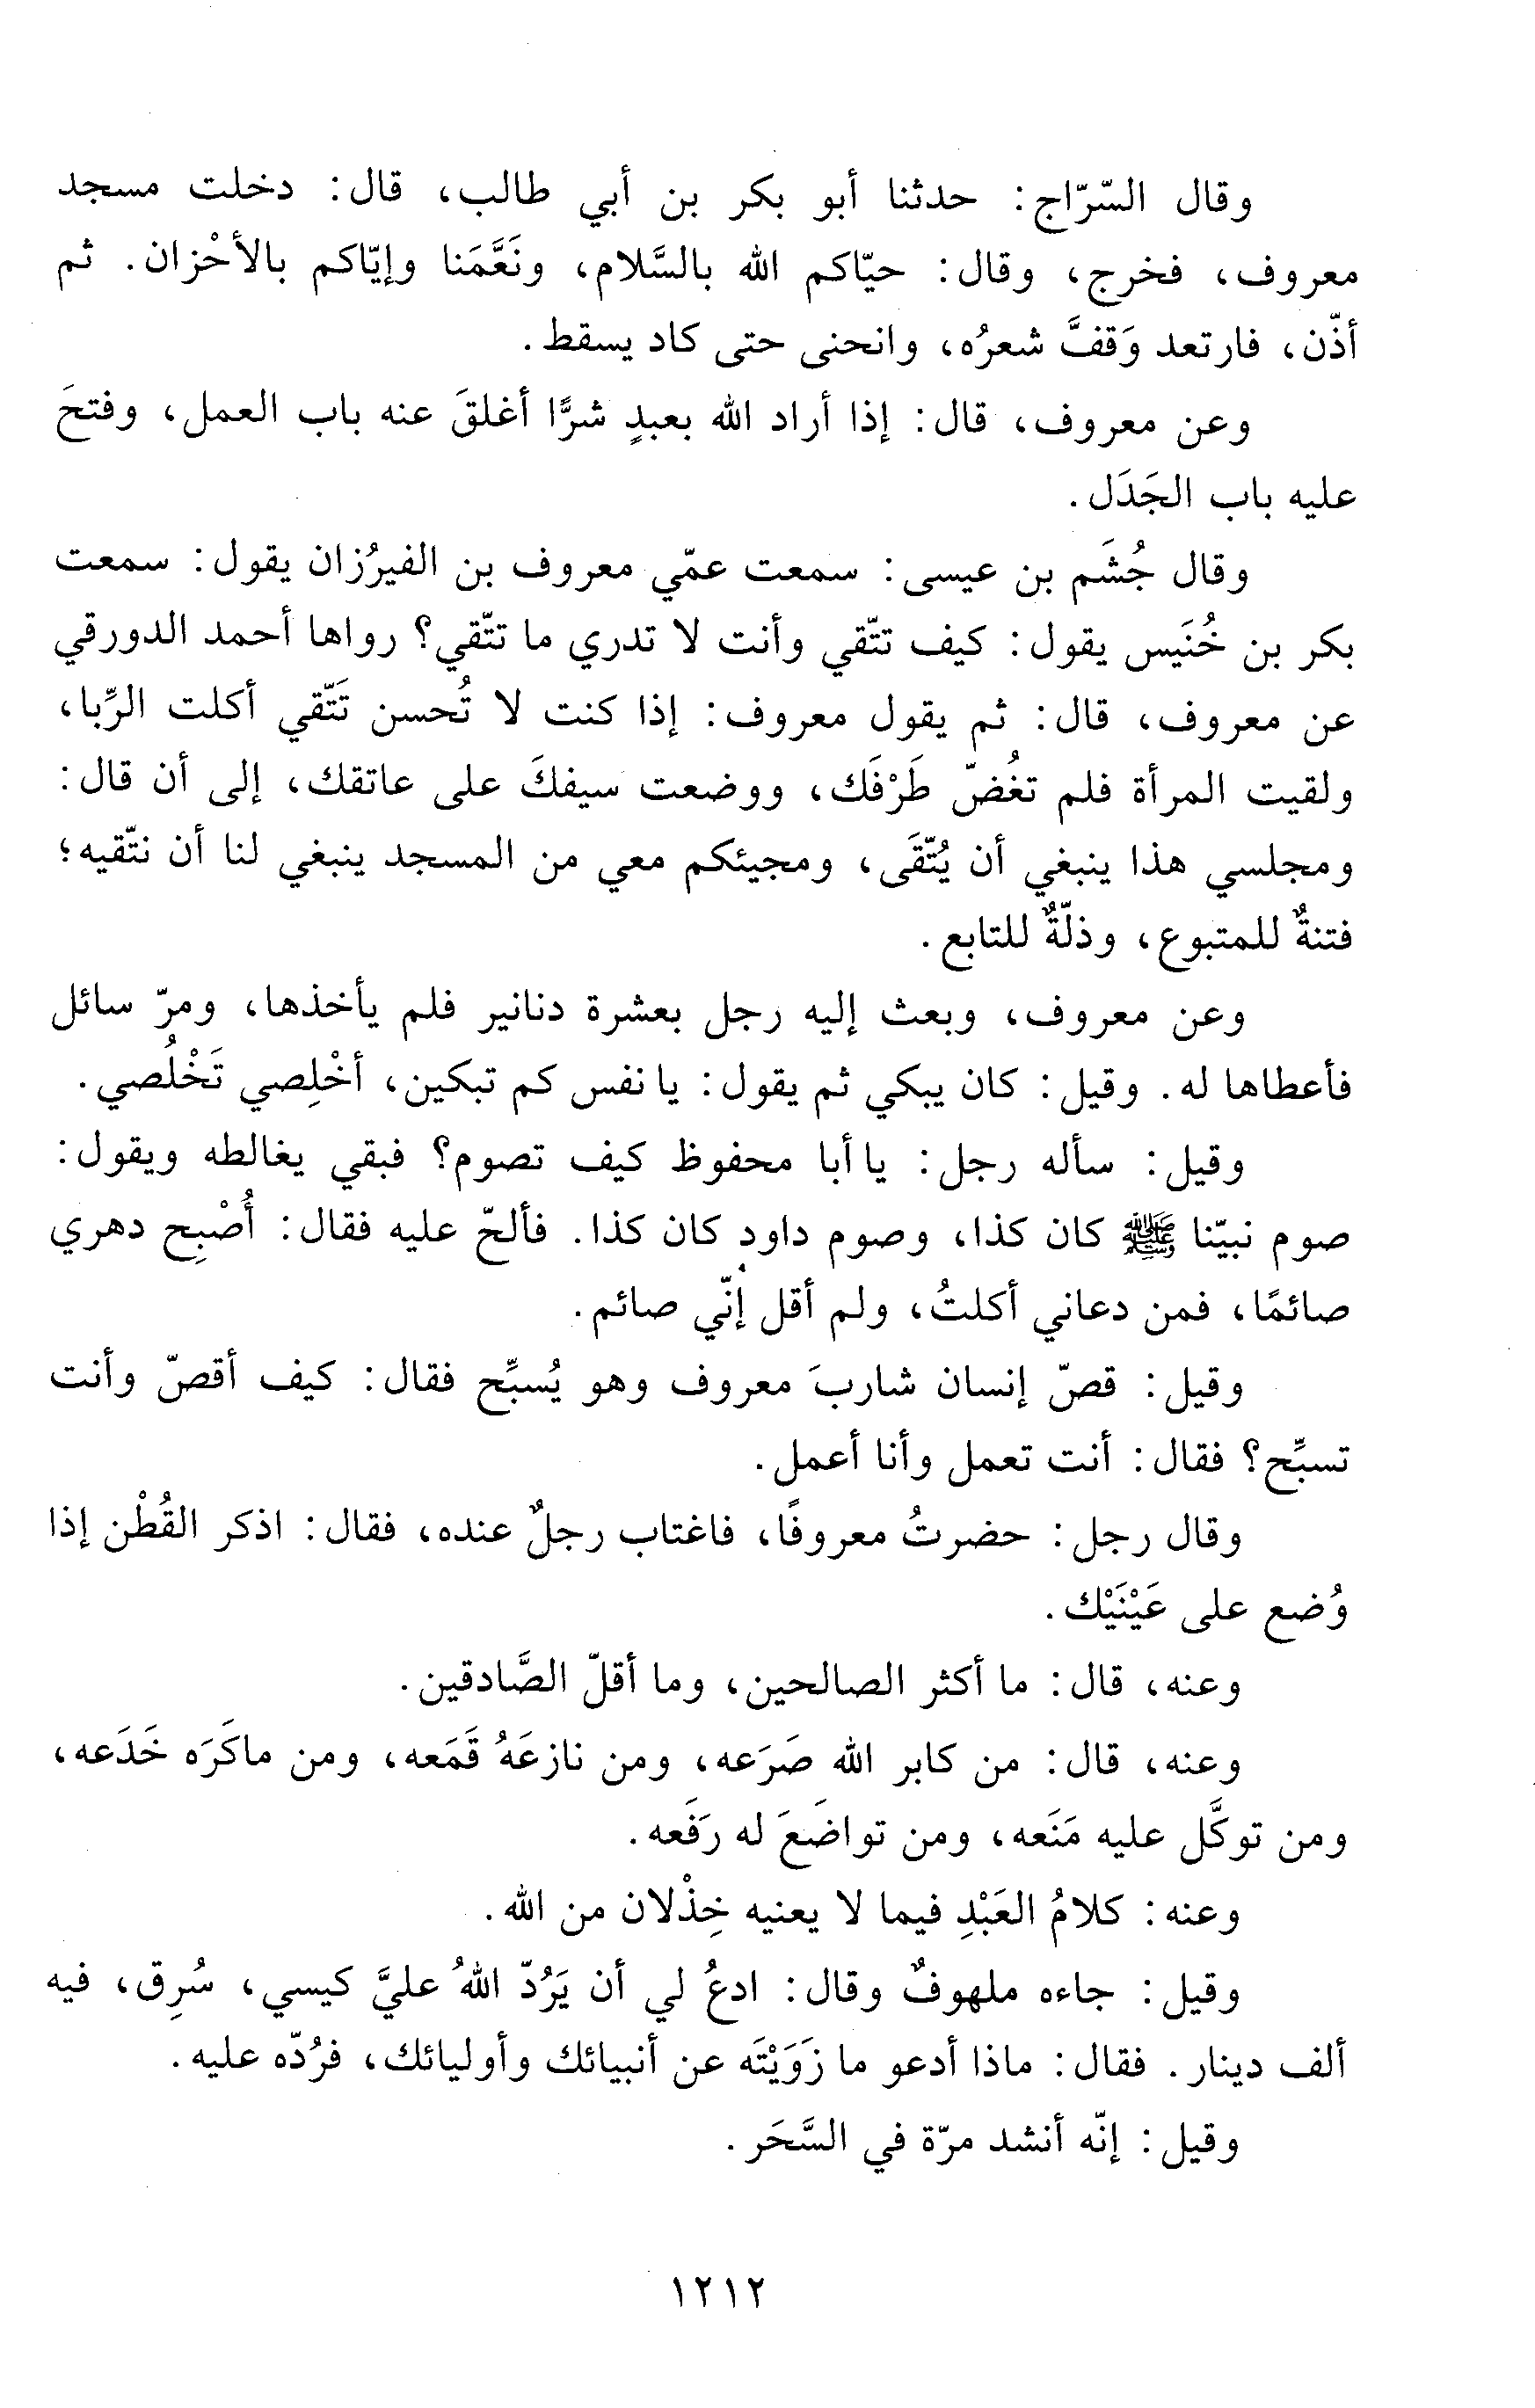 وقال السّرّاج: حدثنا أبو بكر بن أبي طالب، قال: دخلت مسجد
معروف، فخرج، وقال: حيّاكم الله بالسَّلام، ونَعَّمَنا وإيّاكم بالأحْزان. ثم
أذّن، فارتعد وَقفَّ شعرُه، وانحنى حتى كاد يسقط.
وعن معروف، قال: إذا أراد الله بعبدٍ شرًّا أغلقَ عنه باب العمل، وفتحَ
عليه باب الجَدَل.
وقال جُشَم بن عيسى: سمعت عمّي معروف بن الفيرُزان يقول: سمعت
بكر بن خُنَيس يقول: كيف تتّقي وأنت لا تدري ما تتّقي؟ رواها أحمد الدورقي
عن معروف، قال: ثم يقول معروف: إذا كنت لا تُحسن تَتّقي أكلت الرِّبا،
ولقيت المرأة فلم تغُضّ طَرْفَك، ووضعت سيفكَ على عاتقك، إلى أن قال:
ومجلسي هذا ينبغي أن يُتّقَى، ومجيئكم معي من المسجد ينبغي لنا أن نتّقيه؛
فتنةٌ للمتبوع، وذلّةٌ للتابع.
وعن معروف، وبعث إليه رجل بعشرة دنانير فلم يأخذها، ومرّ سائل
فأعطاها له. وقيل: كان يبكي ثم يقول: يا نفس كم تبكين، أخْلِصي تَخْلُصي.
وقيل: سأله رجل: يا أبا محفوظ كيف تصوم؟ فبقي يغالطه ويقول:
صوم نبيّنا ﷺ كان كذا، وصوم داود كان كذا. فألحّ عليه فقال: أُصْبِح دهري
صائمًا، فمن دعاني أكلتُ، ولم أقل إنّي صائم.
وقيل: قصّ إنسان شاربَ معروف وهو يُسبِّح فقال: كيف أقصّ وأنت
تسبِّح؟ فقال: أنت تعمل وأنا أعمل.
وقال رجل: حضرتُ معروفًا، فاغتاب رجلٌ عنده، فقال: اذكر القُطْن إذا
وُضع على عَيْنَيْك.
وعنه، قال: ما أكثر الصالحين، وما أقلّ الصَّادقين.
وعنه، قال: من كابر الله صَرَعه، ومن نازعَهُ قَمَعه، ومن ماكَرَه خَدَعه،
ومن توكَّل عليه مَنَعه، ومن تواضَعَ له رَفَعه.
وعنه: كلامُ العَبْدِ فيما لا يعنيه خِذْلان من الله.
وقيل: جاءه ملهوفٌ وقال: ادعُ لي أن يَرُدّ اللهُ عليَّ كيسي، سُرِق، فيه
ألف دينار. فقال: ماذا أدعو ما زَوَيْتَه عن أنبيائك وأوليائك، فرُدّه عليه.
وقيل: إنّه أنشد مرّة في السَّحَر.
١٢١٢